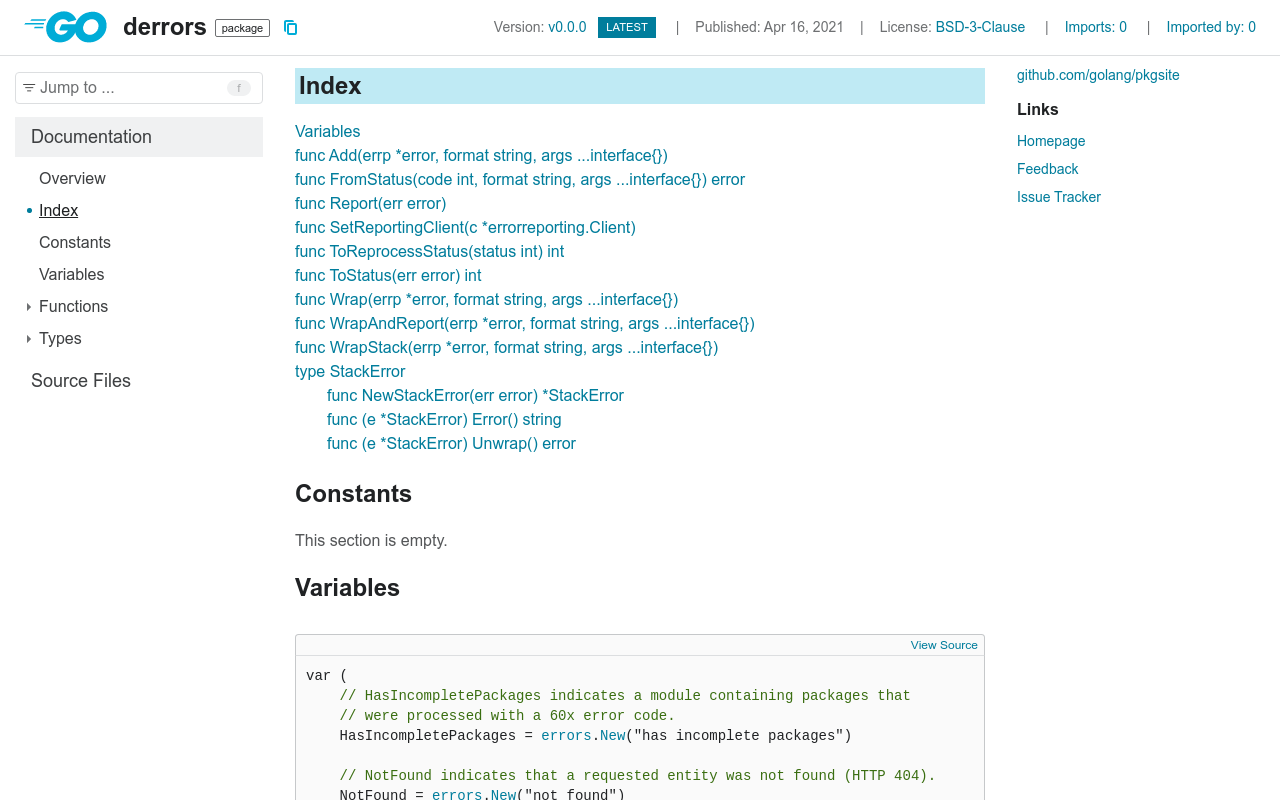 GO derrors package Version: v0.0.0 LATEST | Published: Apr 16, 2021 | License: BSD-3-Clause | Imports: 0 | Imported by: 0
Jump to ... f
Documentation
Overview
Index
Constants
Variables
Functions
Types
Source Files
Index
Variables
func Add(errp *error, format string, args ...interface{})
func FromStatus(code int, format string, args ...interface{}) error
func Report(err error)
func SetReportingClient(c *errorreporting.Client)
func ToReprocessStatus(status int) int
func ToStatus(err error) int
func Wrap(errp *error, format string, args ...interface{})
func WrapAndReport(errp *error, format string, args ...interface{})
func WrapStack(errp *error, format string, args ...interface{})
type StackError
func NewStackError(err error) *StackError
func (e *StackError) Error() string
func (e *StackError) Unwrap() error
Constants
This section is empty.
Variables
View Source
var (
// HasIncompletePackages indicates a module containing packages that
// were processed with a 60x error code.
HasIncompletePackages = errors.New("has incomplete packages")
// NotFound indicates that a requested entity was not found (HTTP 404).
NotFound = errors.New("not found")
github.com/golang/pkgsite
Links
Homepage
Feedback
Issue Tracker